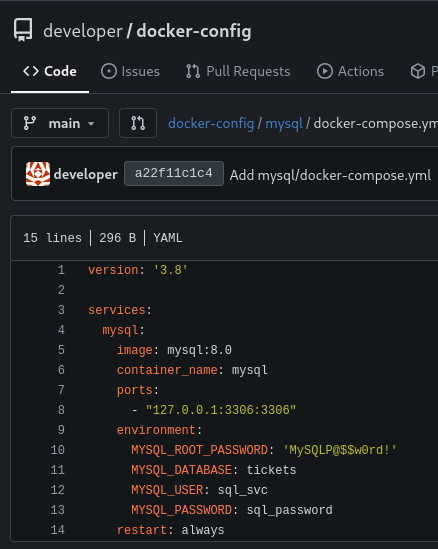 developer / docker-config
Code Issues Pull Requests Actions P
main docker-config / mysql / docker-compose.ym
developer a22f11c1c4 Add mysql/docker-compose.yml
15 lines 296 B YAML
1 version: '3.8'
2
3 services:
4   mysql:
5     image: mysql:8.0
6     container_name: mysql
7     ports:
8       - "127.0.0.1:3306:3306"
9     environment:
10       MYSQL_ROOT_PASSWORD: 'MySQLP@$$w0rd!'
11       MYSQL_DATABASE: tickets
12       MYSQL_USER: sql_svc
13       MYSQL_PASSWORD: sql_password
14     restart: always